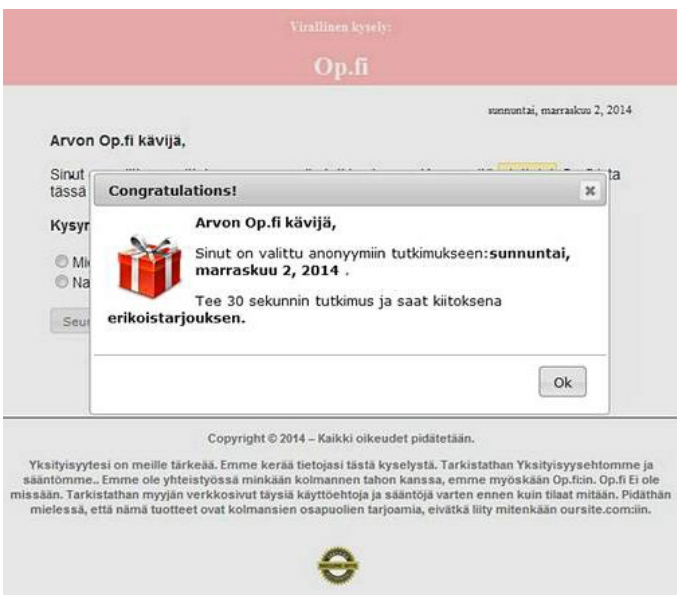 Virallinen kysely:
Op.fi
sunnuntai, marraskuu 2, 2014
Arvon Op.fi kävijä,
Sinut
ta
tässä
Congratulations!
Arvon Op.fi kävijä,
Kysyr
Sinut on valittu anonyymiin tutkimukseen:sunnuntai,
marraskuu 2, 2014 .
Mie
Na
Tee 30 sekunnin tutkimus ja saat kiitoksena
erikoistarjouksen.
Seur
Ok
Copyright © 2014 – Kaikki oikeudet pidätetään.
Yksityisyytesi on meille tärkeää. Emme kerää tietojasi tästä kyselystä. Tarkistathan Yksityisyysehtomme ja
sääntömme.. Emme ole yhteistyössä minkään kolmannen tahon kanssa, emme myöskään Op.fi:in. Op.fi Ei ole
missään. Tarkistathan myyjän verkkosivut täysiä käyttöehtoja ja sääntöjä varten ennen kuin tilaat mitään. Pidäthän
mielessä, että nämä tuotteet ovat kolmansien osapuolien tarjoamia, eivätkä liity mitenkään oursite.com:iin.